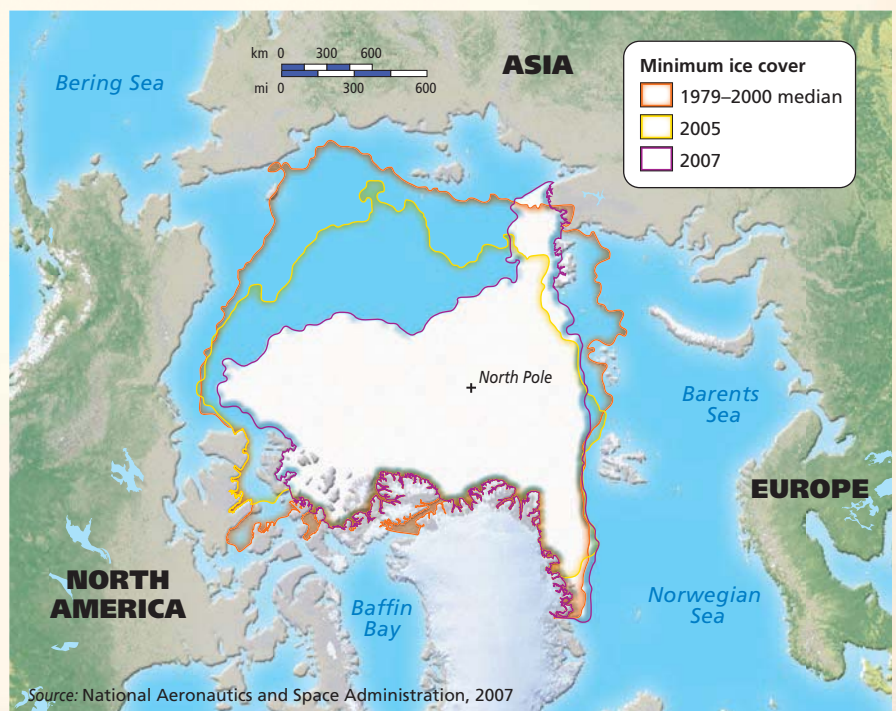 km 0 300 600
mi 0 300 600
ASIA
Bering Sea
Minimum ice cover
1979–2000 median
2005
2007
North Pole
Barents
Sea
EUROPE
NORTH
AMERICA
Baffin
Bay
Norwegian
Sea
Source: National Aeronautics and Space Administration, 2007